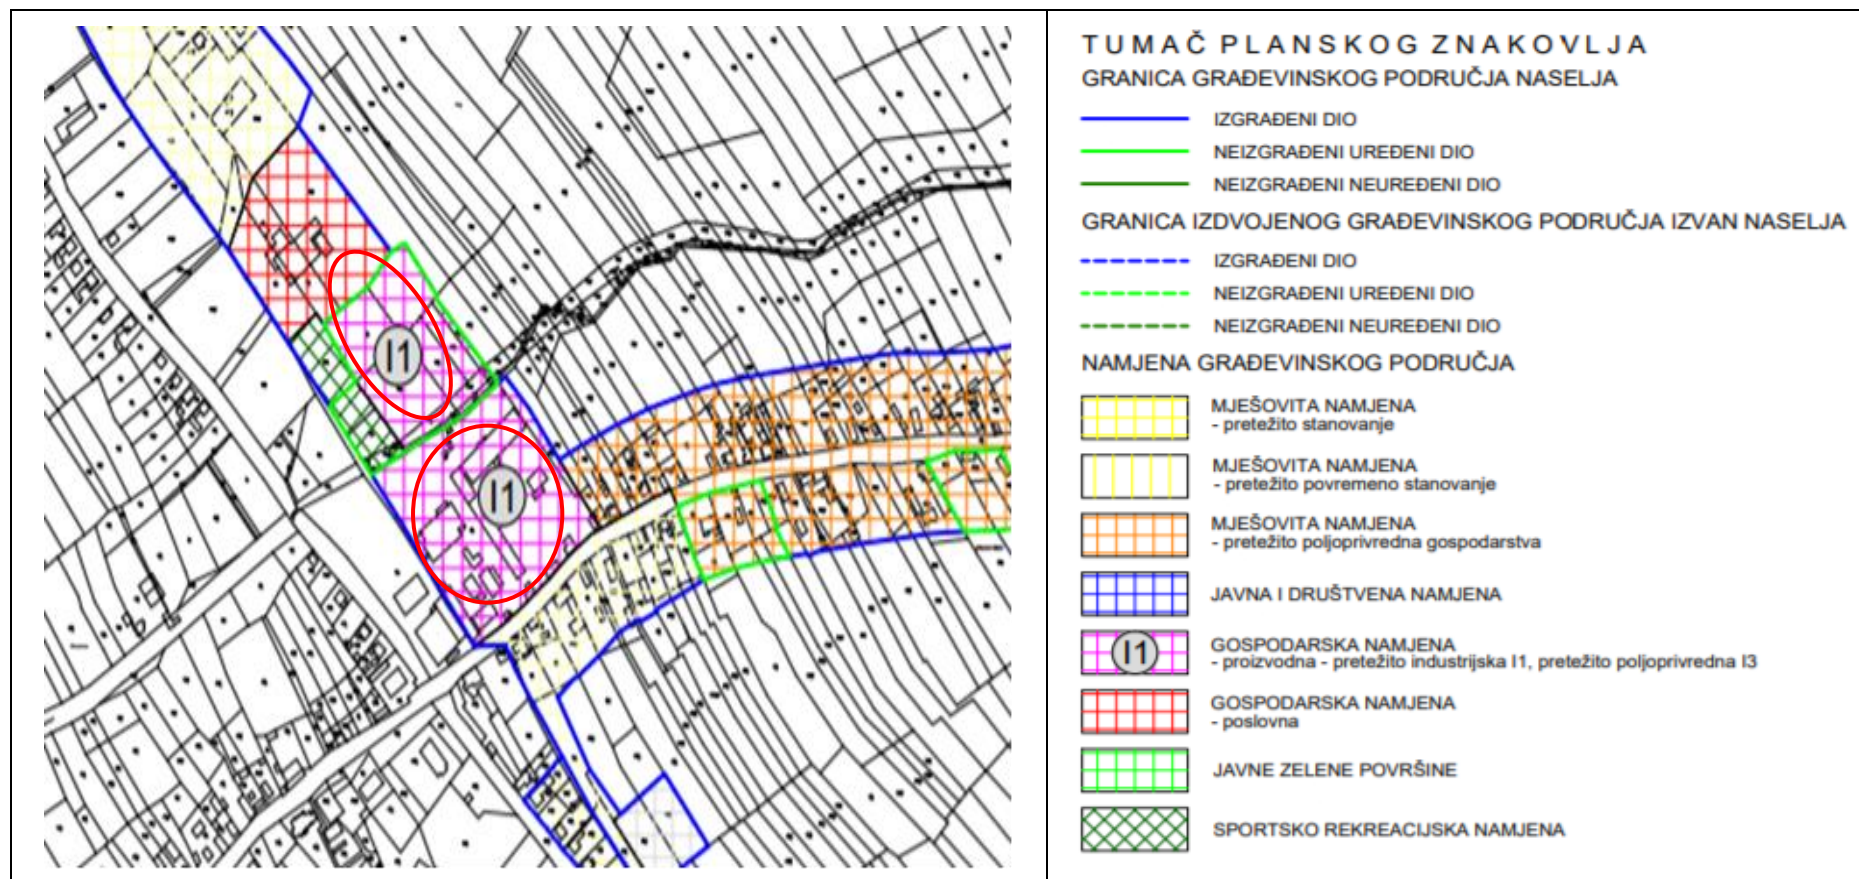 I1
I1
TUMAČ PLANSKOG ZNAKOVLJA
GRANICA GRAĐEVINSKOG PODRUČJA NASELJA
IZGRAĐENI DIO
NEIZGRAĐENI UREĐENI DIO
NEIZGRAĐENI NEUREĐENI DIO
GRANICA IZDVOJENOG GRAĐEVINSKOG PODRUČJA IZVAN NASELJA
IZGRAĐENI DIO
NEIZGRAĐENI UREĐENI DIO
NEIZGRAĐENI NEUREĐENI DIO
NAMJENA GRAĐEVINSKOG PODRUČJA
MJEŠOVITA NAMJENA
- pretežito stanovanje
MJEŠOVITA NAMJENA
- pretežito povremeno stanovanje
MJEŠOVITA NAMJENA
- pretežito poljoprivredna gospodarstva
JAVNA I DRUŠTVENA NAMJENA
I1
GOSPODARSKA NAMJENA
- proizvodna - pretežito industrijska I1, pretežito poljoprivredna I3
GOSPODARSKA NAMJENA
- poslovna
JAVNE ZELENE POVRŠINE
SPORTSKO REKREACIJSKA NAMJENA